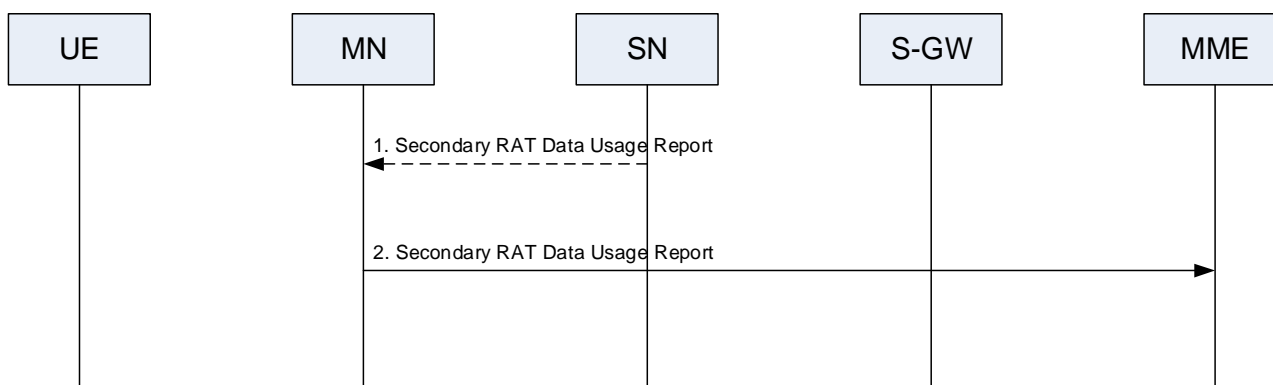 UE
MN
SN
S-GW
MME
1. Secondary RAT Data Usage Report
2. Secondary RAT Data Usage Report